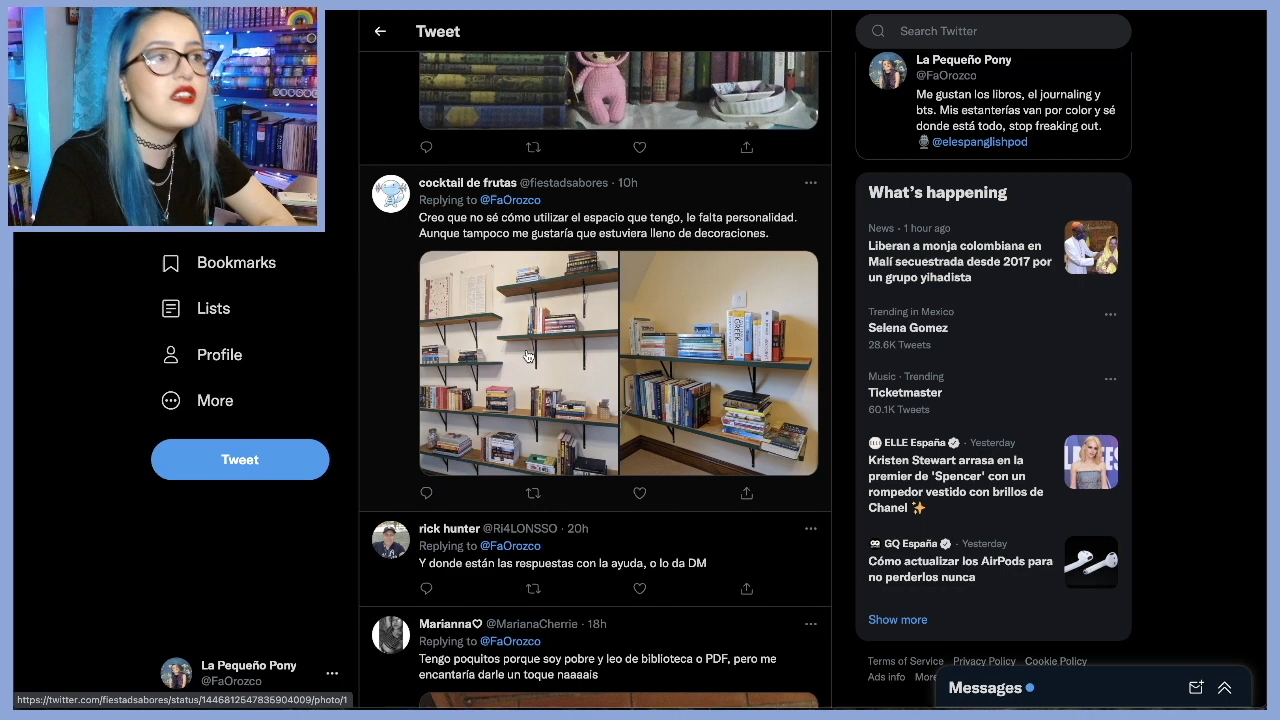 Tweet
cocktail de frutas @fiestadsabores · 10h
Replying to @FaOrozco
Creo que no sé cómo utilizar el espacio que tengo, le falta personalidad.
Aunque tampoco me gustaría que estuviera lleno de decoraciones.
rick hunter @Ri4LONSSO · 20h
Replying to @FaOrozco
Y donde están las respuestas con la ayuda, o lo da DM
Marianna♡ @MarianaCherrie · 18h
Replying to @FaOrozco
Tengo poquitos porque soy pobre y leo de biblioteca o PDF, pero me
encantaría darle un toque naaaais
Bookmarks
Lists
Profile
More
Tweet
La Pequeño Pony
@FaOrozco
https://twitter.com/fiestadsabores/status/1446812547835904009/photo/1
Search Twitter
La Pequeño Pony
@FaOrozco
Me gustan los libros, el journaling y
bts. Mis estanterías van por color y sé
donde está todo, stop freaking out.
🎙️ @elespanglishpod
What's happening
News · 1 hour ago
Liberan a monja colombiana en
Malí secuestrada desde 2017 por
un grupo yihadista
Trending in Mexico
Selena Gomez
28.6K Tweets
Music · Trending
Ticketmaster
60.1K Tweets
ELLE España · Yesterday
Kristen Stewart arrasa en la
premier de 'Spencer' con un
rompedor vestido con brillos de
Chanel ✨
GQ España · Yesterday
Cómo actualizar los AirPods para
no perderlos nunca
Show more
Terms of Service Privacy Policy Cookie Policy
Ads info More
Messages